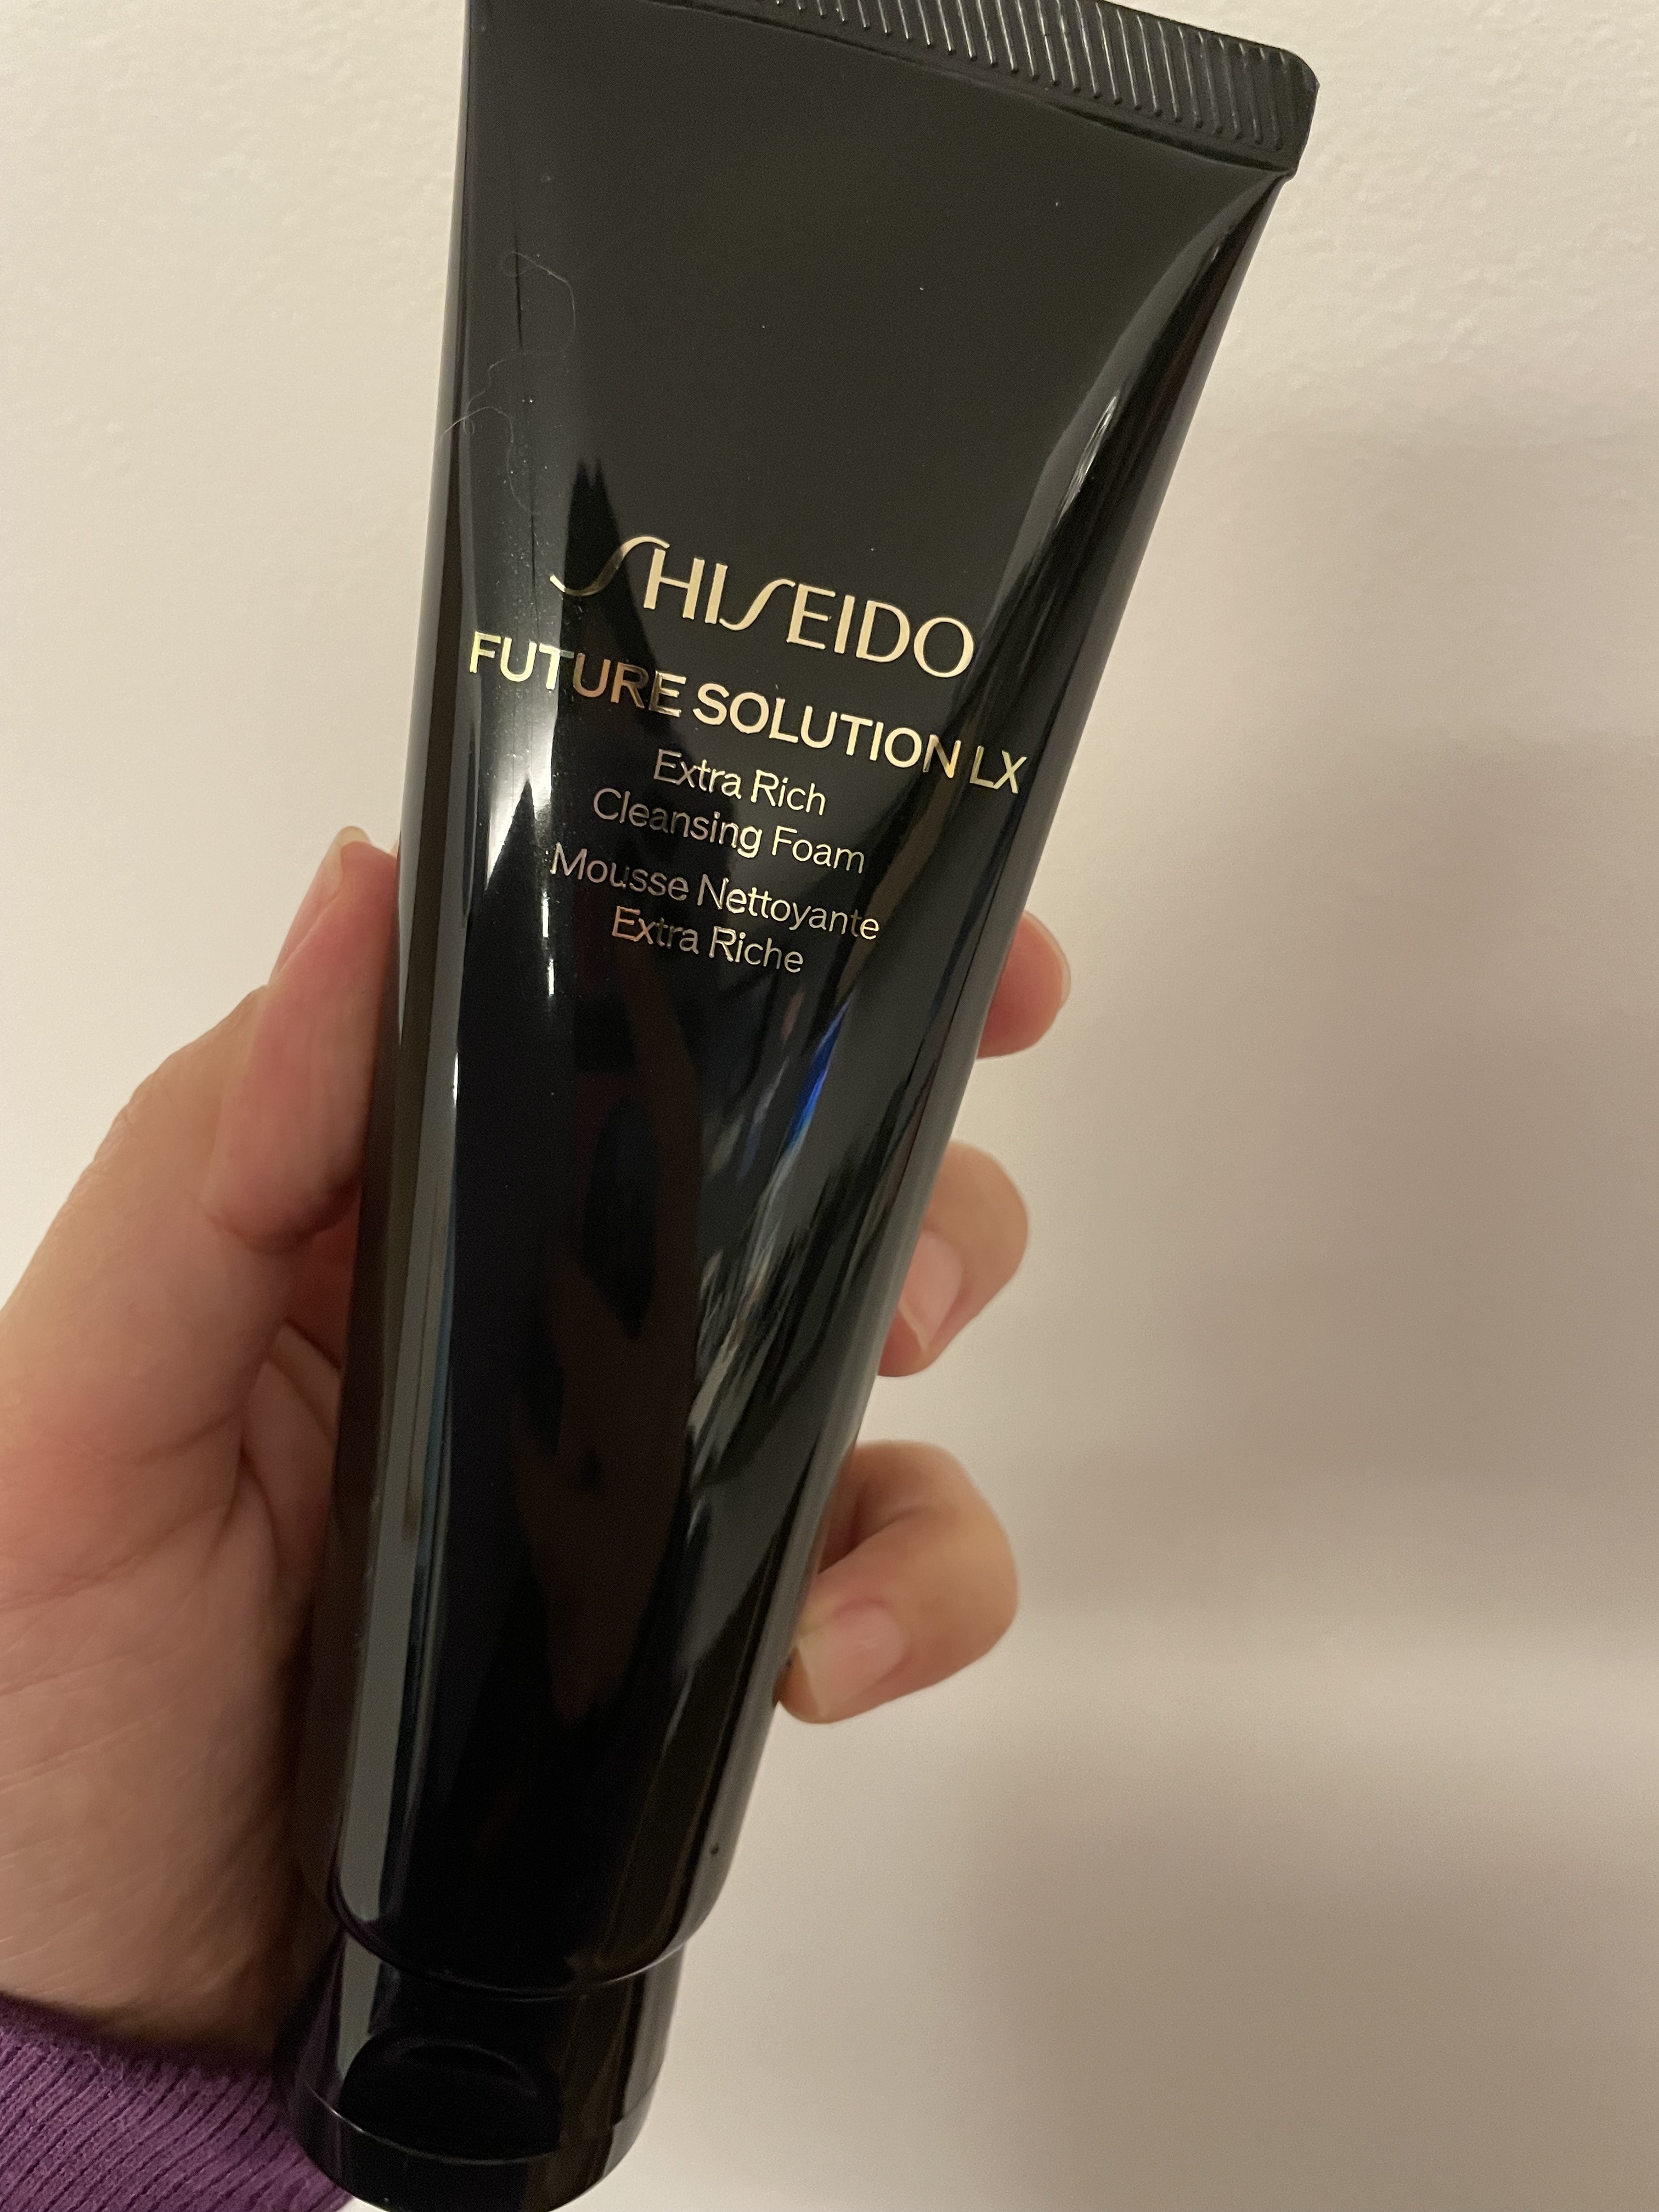 SHISEIDO
FUTURE SOLUTION LX
Extra Rich
Cleansing Foam
Mousse Nettoyante
Extra Riche